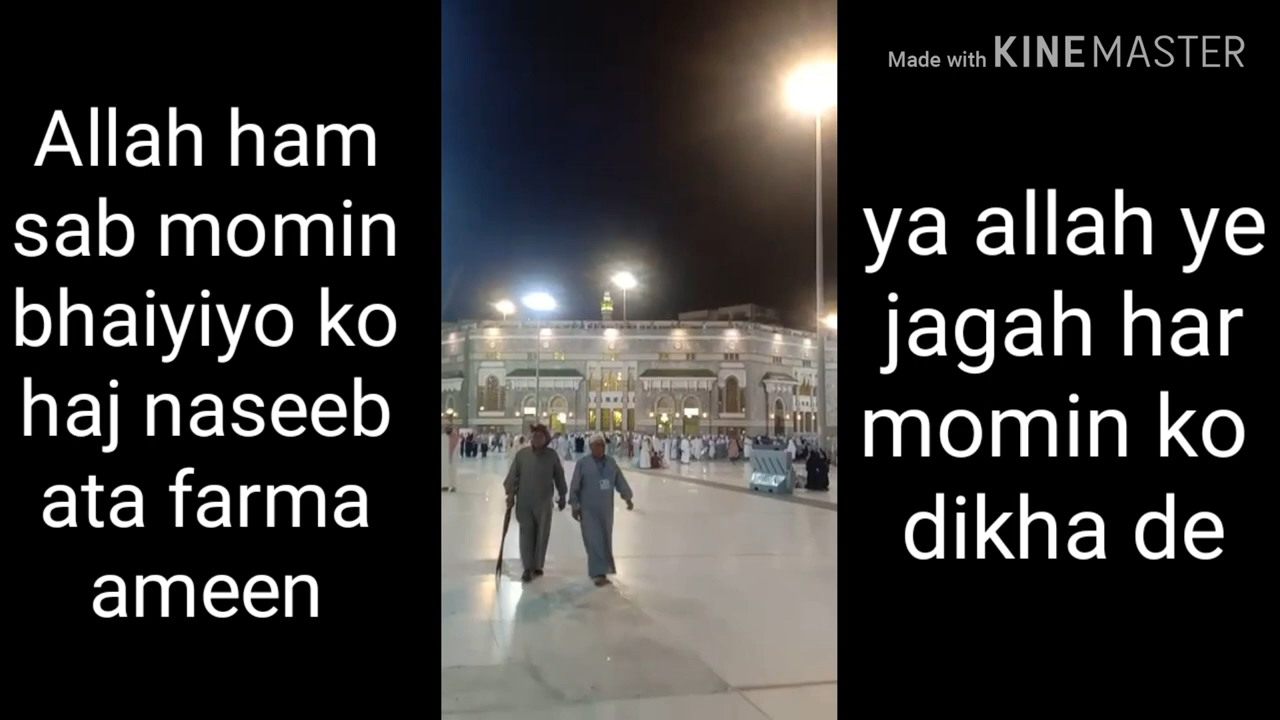 Allah ham
sab momin
bhaiyiyo ko
haj naseeb
ata farma
ameen
Made with KINEMASTER
ya allah ye
jagah har
momin ko
dikha de